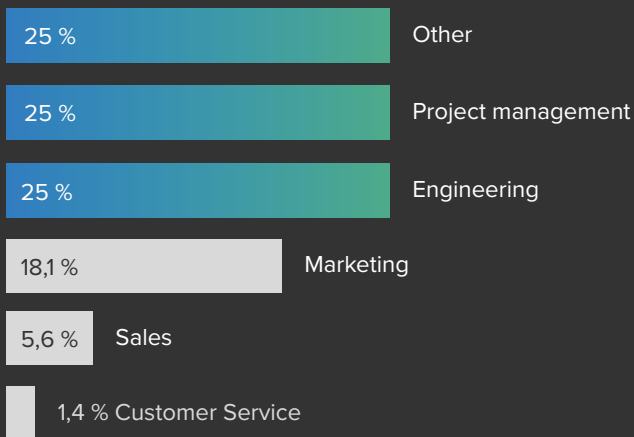 25 % Other
25 % Project management
25 % Engineering
18,1 % Marketing
5,6 % Sales
1,4 % Customer Service